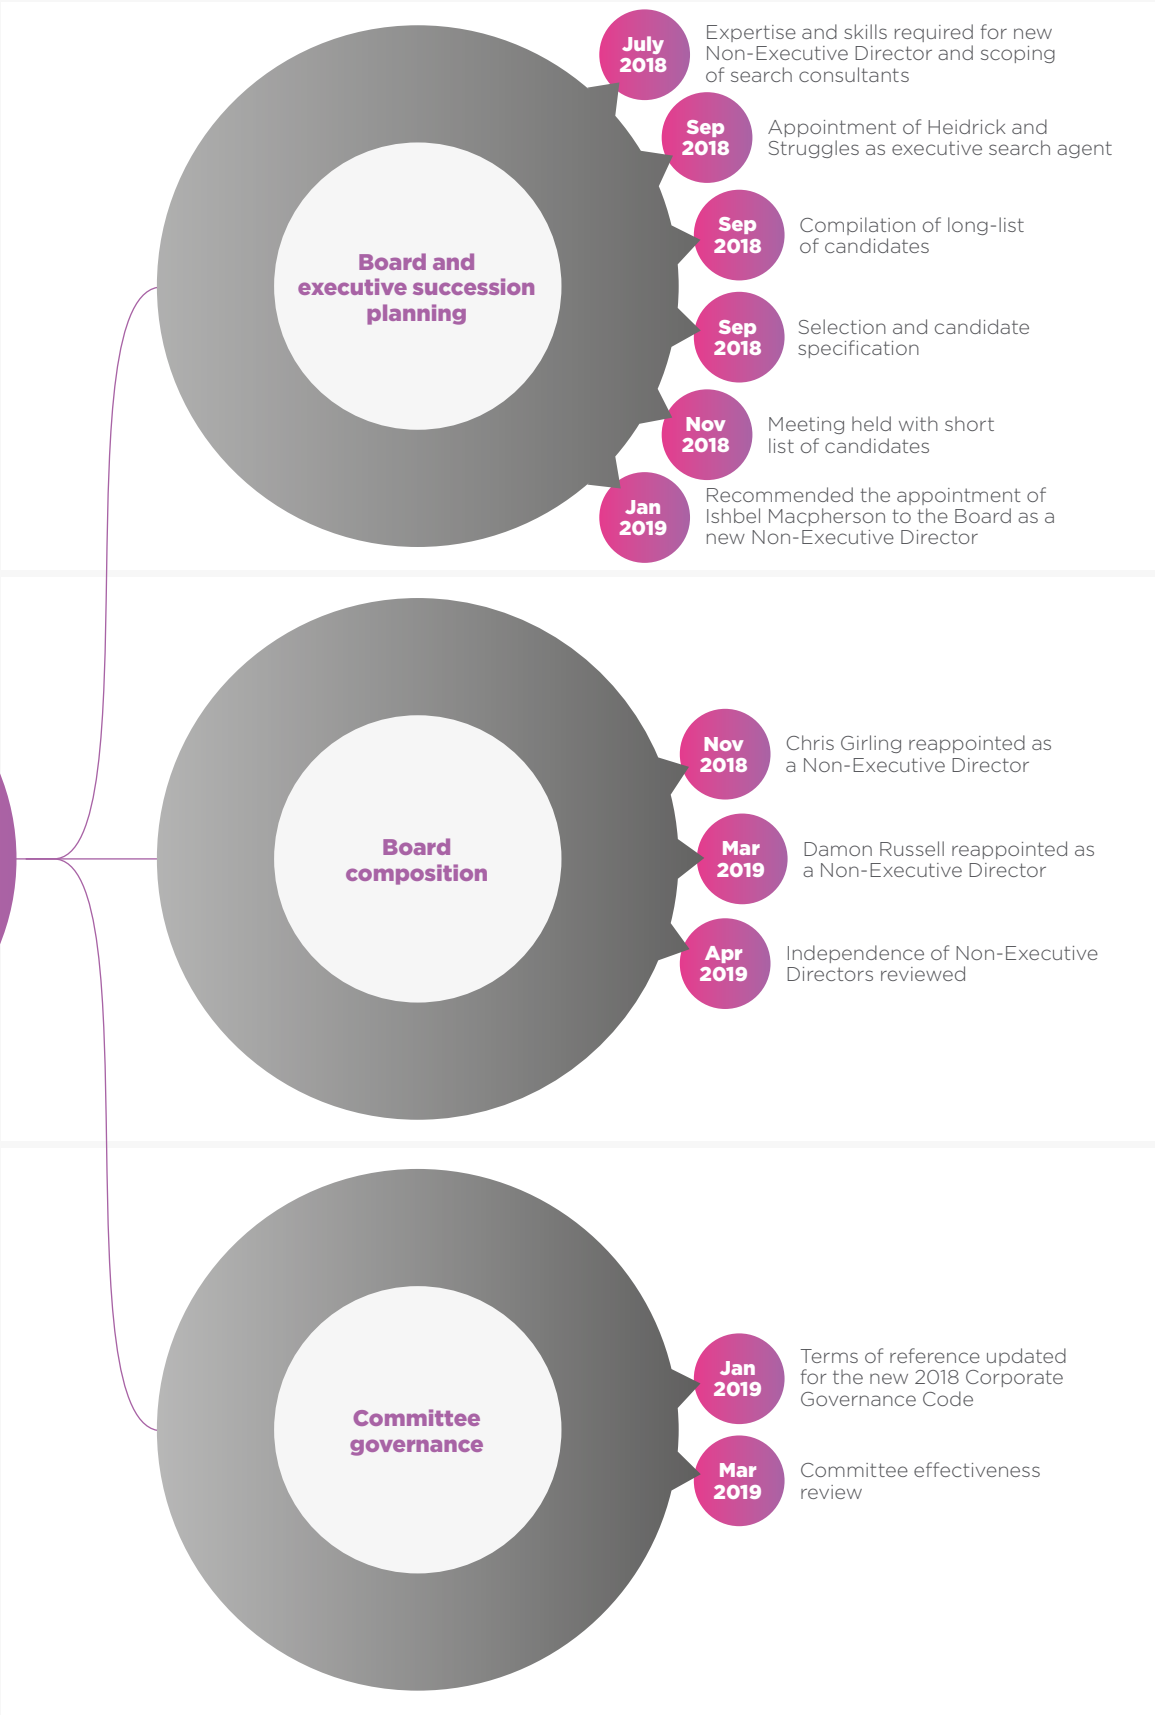 Board and
executive succession
planning
July
2018
Expertise and skills required for new
Non-Executive Director and scoping
of search consultants
Sep
2018
Appointment of Heidrick and
Struggles as executive search agent
Sep
2018
Compilation of long-list
of candidates
Sep
2018
Selection and candidate
specification
Nov
2018
Meeting held with short
list of candidates
Jan
2019
Recommended the appointment of
Ishbel Macpherson to the Board as a
new Non-Executive Director
Board
composition
Nov
2018
Chris Girling reappointed as
a Non-Executive Director
Mar
2019
Damon Russell reappointed as
a Non-Executive Director
Apr
2019
Independence of Non-Executive
Directors reviewed
Committee
governance
Jan
2019
Terms of reference updated
for the new 2018 Corporate
Governance Code
Mar
2019
Committee effectiveness
review